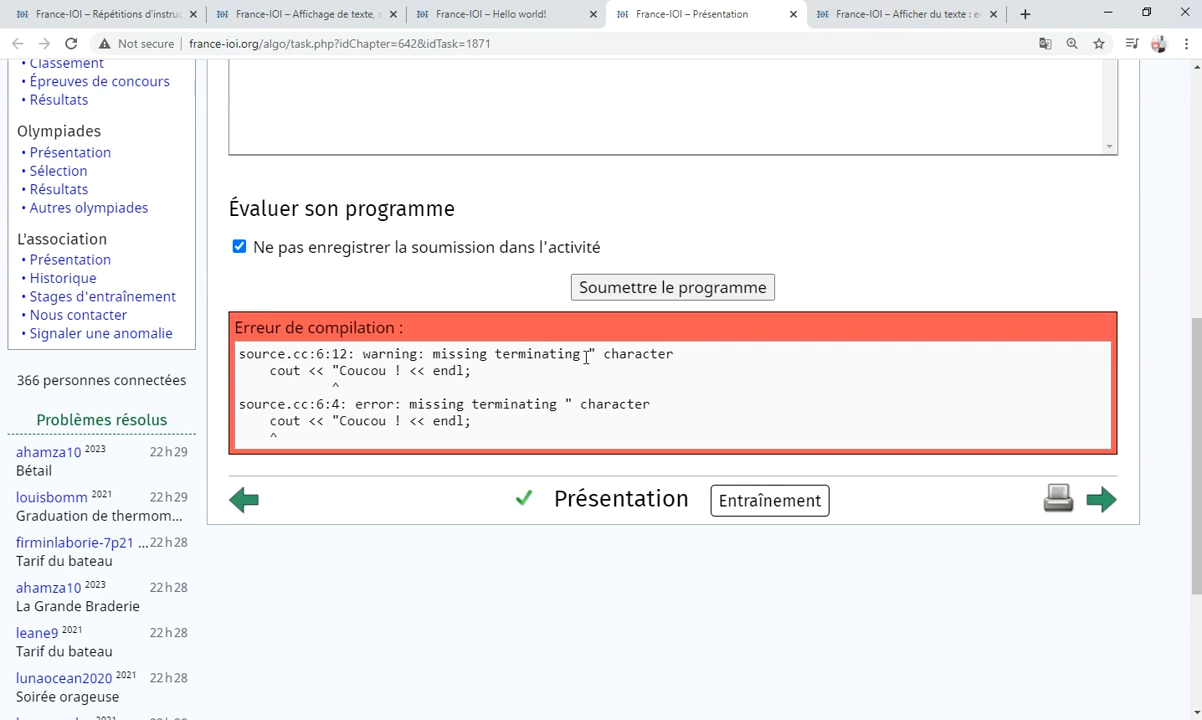 France-IOI – Répétitions d'instruc
France-IOI – Affichage de texte, s
France-IOI – Hello world!
France-IOI – Présentation
France-IOI – Afficher du texte : e
Not secure
france-ioi.org/algo/task.php?idChapter=642&idTask=1871
• Classement
• Épreuves de concours
• Résultats
Olympiades
• Présentation
• Sélection
• Résultats
• Autres olympiades
L'association
• Présentation
• Historique
• Stages d'entraînement
• Nous contacter
• Signaler une anomalie
366 personnes connectées
Problèmes résolus
ahamza10 2023 22h29
Bétail
louisbomm 2021 22h29
Graduation de thermom...
firminlaborie-7p21 ... 22h28
Tarif du bateau
ahamza10 2023 22h28
La Grande Braderie
leane9 2021 22h28
Tarif du bateau
lunaocean2020 2021 22h28
Soirée orageuse
Évaluer son programme
Ne pas enregistrer la soumission dans l'activité
Soumettre le programme
Erreur de compilation :
source.cc:6:12: warning: missing terminating " character
cout << "Coucou ! << endl;
^
source.cc:6:4: error: missing terminating " character
cout << "Coucou ! << endl;
^
Présentation
Entraînement